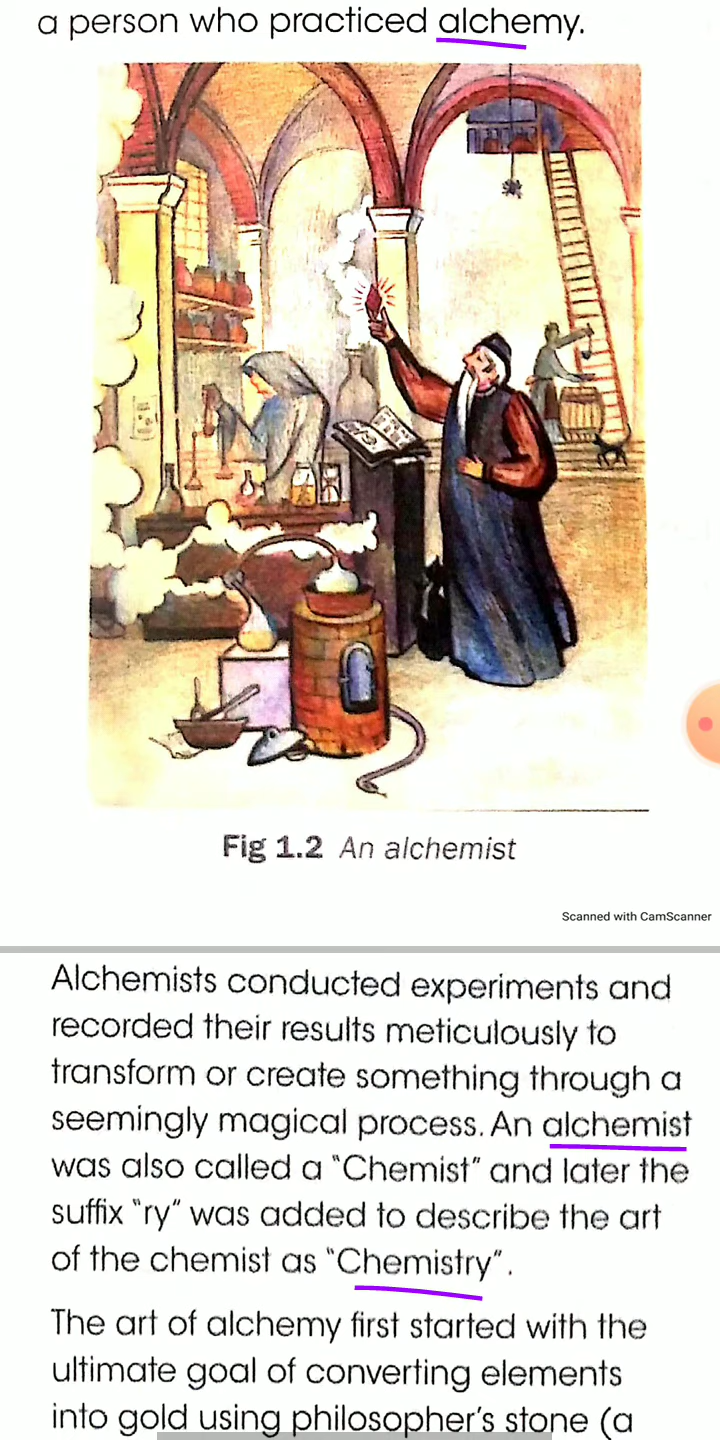 a person who practiced alchemy.
Fig 1.2 An alchemist
Scanned with CamScanner
Alchemists conducted experiments and
recorded their results meticulously to
transform or create something through a
seemingly magical process. An alchemist
was also called a "Chemist" and later the
suffix "ry" was added to describe the art
of the chemist as "Chemistry".
The art of alchemy first started with the
ultimate goal of converting elements
into gold using philosopher's stone (a